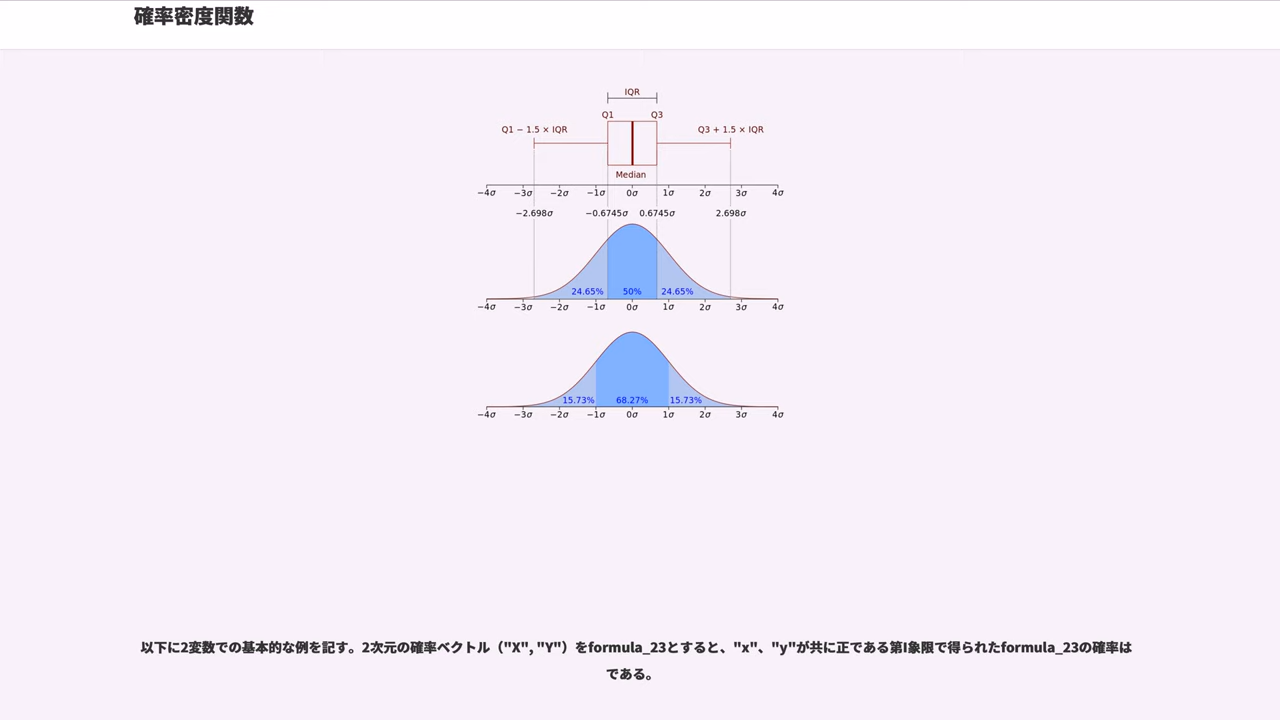 確率密度関数
IQR
Q1 Q3
Q1 − 1.5 × IQR Q3 + 1.5 × IQR
Median
−4σ −3σ −2σ −1σ 0σ 1σ 2σ 3σ 4σ
−2.698σ −0.6745σ 0.6745σ 2.698σ
24.65% 50% 24.65%
−4σ −3σ −2σ −1σ 0σ 1σ 2σ 3σ 4σ
15.73% 68.27% 15.73%
−4σ −3σ −2σ −1σ 0σ 1σ 2σ 3σ 4σ
以下に2変数での基本的な例を記す。2次元の確率ベクトル（"X", "Y"）をformula_23とすると、"x"、"y"が共に正である第I象限で得られたformula_23の確率は
である。